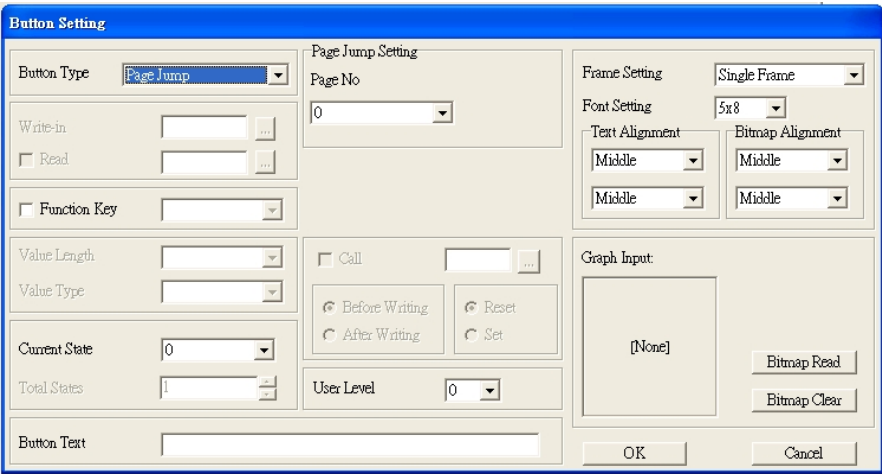 Button Setting
Button Type
Page Jump
Write-in
...
Read
...
Function Key
Value Length
Value Type
Current State
0
Total States
1
Button Text
Page Jump Setting
Page No
0
Call
...
Before Writing
After Writing
Reset
Set
User Level
0
Frame Setting
Single Frame
Font Setting
5x8
Text Alignment
Middle
Middle
Bitmap Alignment
Middle
Middle
Graph Input:
[None]
Bitmap Read
Bitmap Clear
OK
Cancel